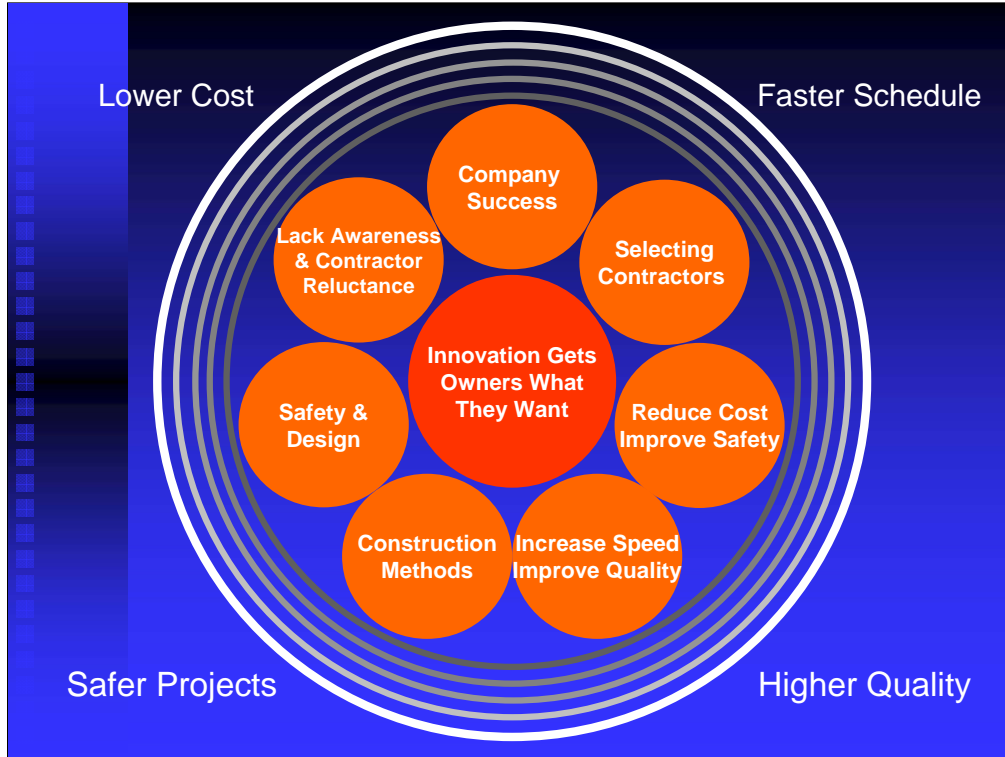 Lower Cost
Faster Schedule
Company
Success
Lack Awareness
& Contractor
Reluctance
Selecting
Contractors
Innovation Gets
Owners What
They Want
Safety &
Design
Reduce Cost
Improve Safety
Construction
Methods
Increase Speed
Improve Quality
Safer Projects
Higher Quality